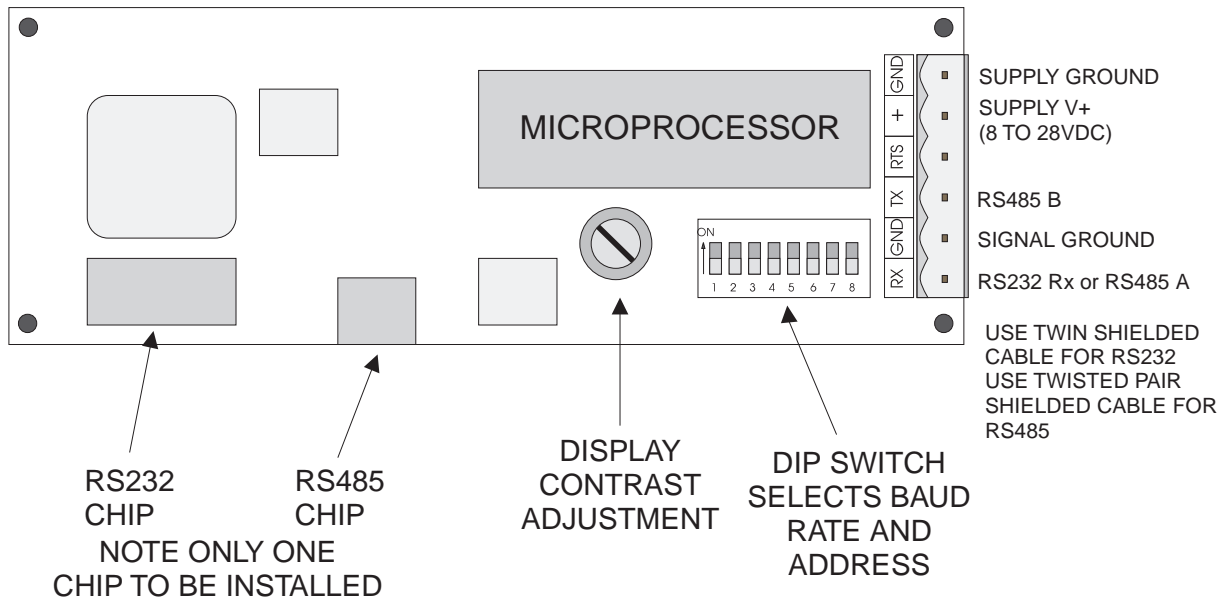 MICROPROCESSOR
GND
+
RTS
TX
GND
RX
SUPPLY GROUND
SUPPLY V+
(8 TO 28VDC)
RS485 B
SIGNAL GROUND
RS232 Rx or RS485 A
ON
1 2 3 4 5 6 7 8
USE TWIN SHIELDED
CABLE FOR RS232
USE TWISTED PAIR
SHIELDED CABLE FOR
RS485
RS232
CHIP
RS485
CHIP
NOTE ONLY ONE
CHIP TO BE INSTALLED
DISPLAY
CONTRAST
ADJUSTMENT
DIP SWITCH
SELECTS BAUD
RATE AND
ADDRESS